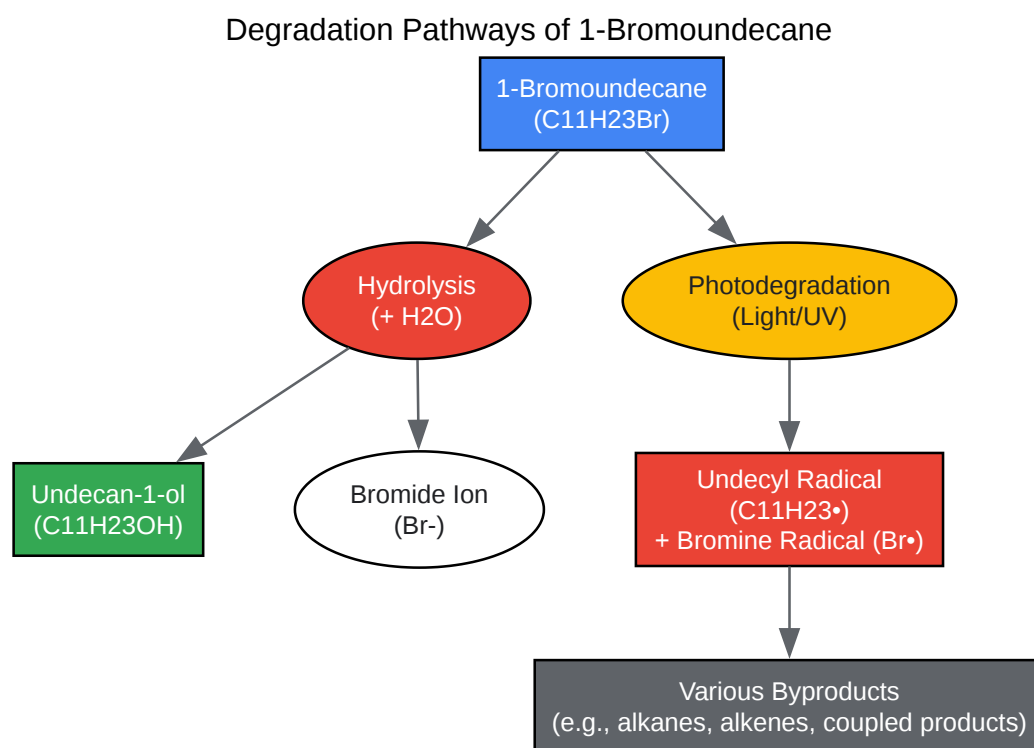 Degradation Pathways of 1-Bromoundecane
1-Bromoundecane
(C11H23Br)
Hydrolysis
(+ H2O)
Photodegradation
(Light/UV)
Undecan-1-ol
(C11H23OH)
Bromide Ion
(Br-)
Undecyl Radical
(C11H23•)
+ Bromine Radical (Br•)
Various Byproducts
(e.g., alkanes, alkenes, coupled products)